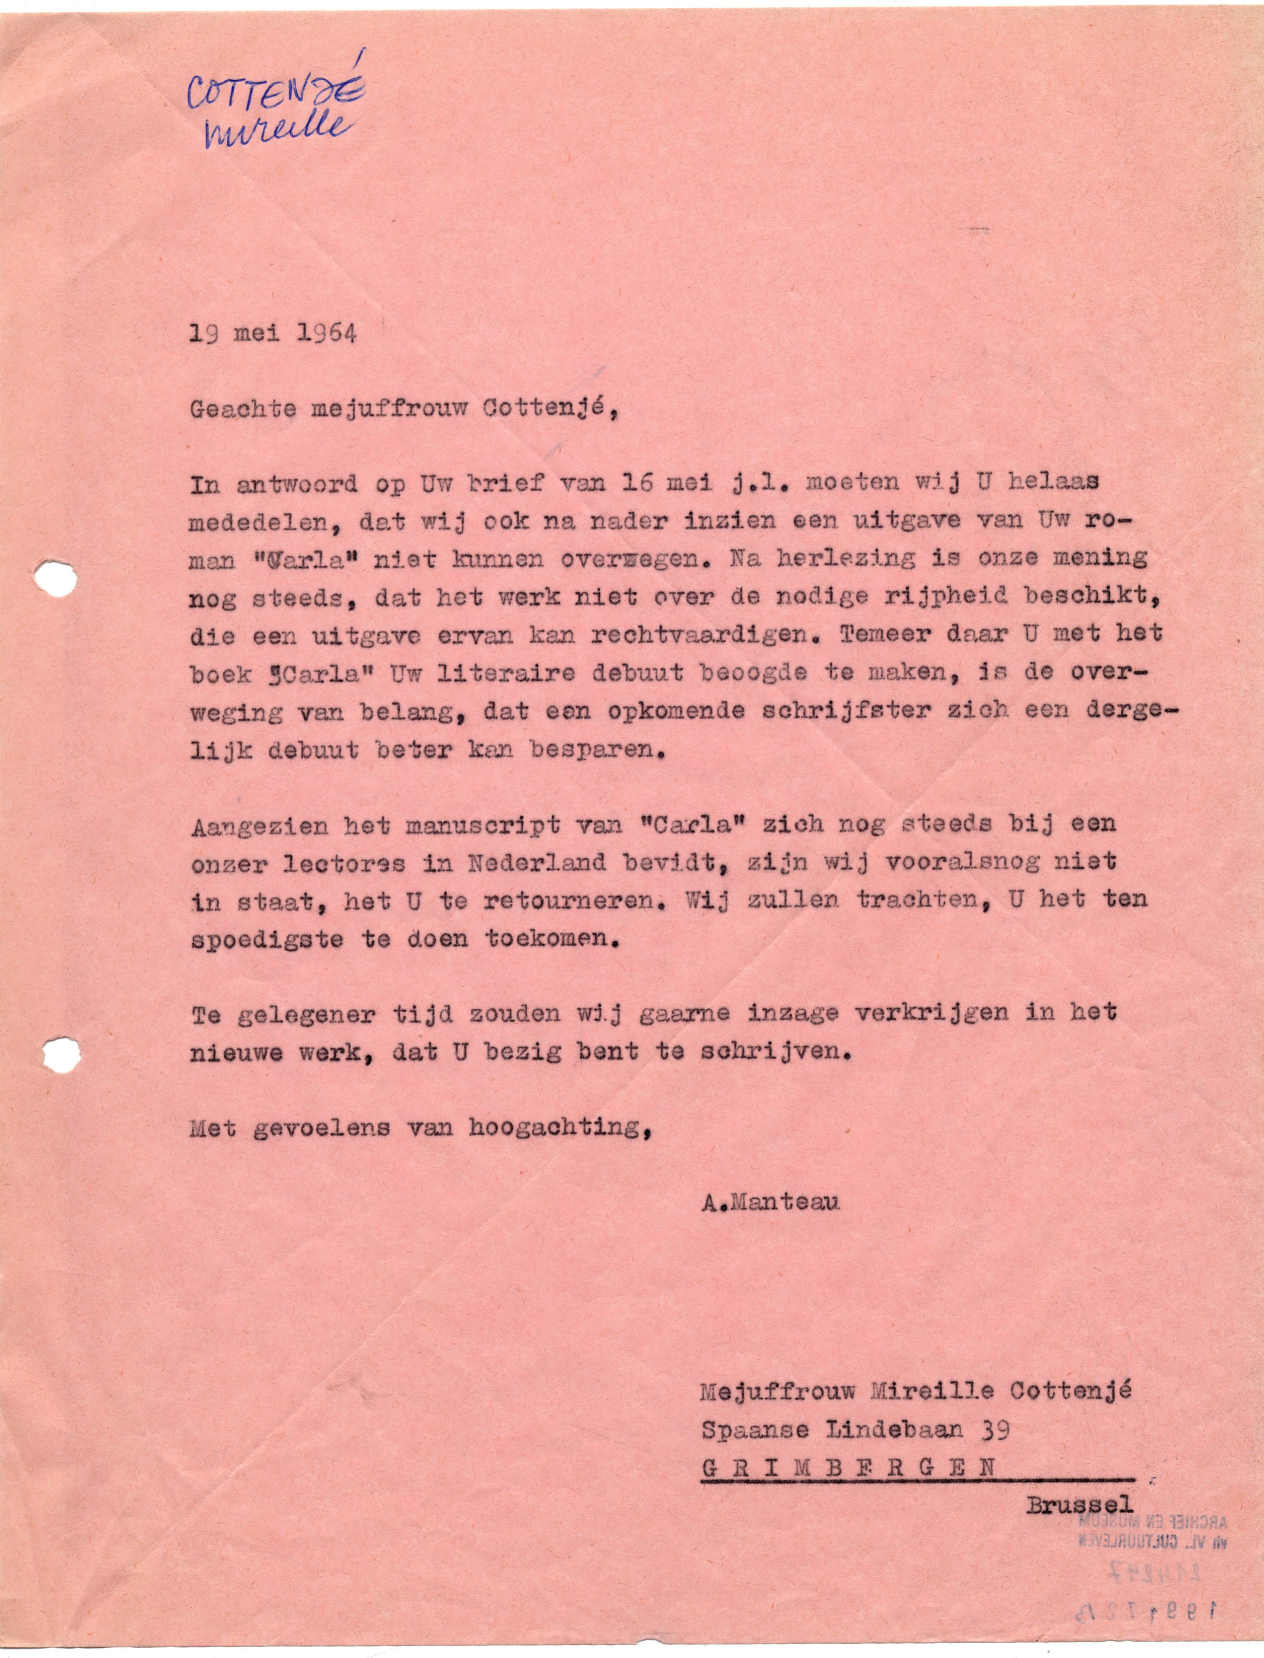 COTTENJÉ
Mireille
19 mei 1964
Geachte mejuffrouw Cottenjé,
In antwoord op Uw brief van 16 mei j.l. moeten wij U helaas
mededelen, dat wij ook na nader inzien een uitgave van Uw ro-
man "Carla" niet kunnen overwegen. Na herlezing is onze mening
nog steeds, dat het werk niet over de nodige rijpheid beschikt,
die een uitgave ervan kan rechtvaardigen. Temeer daar U met het
boek "Carla" Uw literaire debuut beoogde te maken, is de over-
weging van belang, dat een opkomende schrijfster zich een derge-
lijk debuut beter kan besparen.
Aangezien het manuscript van "Carla" zich nog steeds bij een
onzer lectores in Nederland bevidt, zijn wij vooralsnog niet
in staat, het U te retourneren. Wij zullen trachten, U het ten
spoedigste te doen toekomen.
Te gelegener tijd zouden wij gaarne inzage verkrijgen in het
nieuwe werk, dat U bezig bent te schrijven.
Met gevoelens van hoogachting,
A.Manteau
Mejuffrouw Mireille Cottenjé
Spaanse Lindebaan 39
G R I M B E R G E N
Brussel
ARCHIEF EN MUSEUM
v/h VL. CULTUURLEVEN